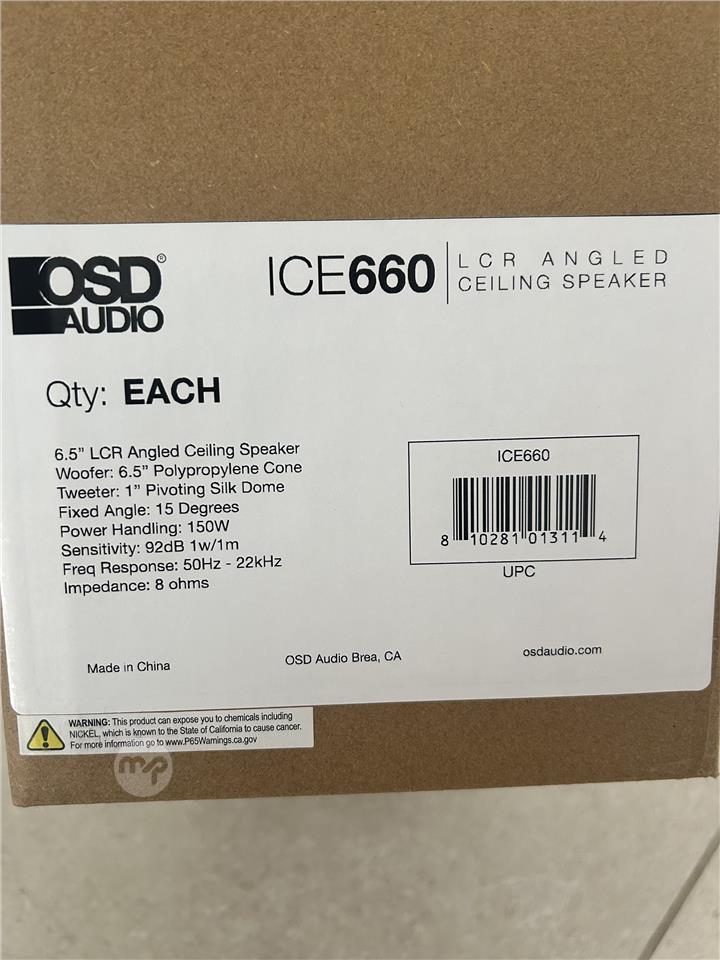 OSD®
AUDIO
ICE660
LCR ANGLED
CEILING SPEAKER
Qty: EACH
6.5” LCR Angled Ceiling Speaker
Woofer: 6.5” Polypropylene Cone
Tweeter: 1” Pivoting Silk Dome
Fixed Angle: 15 Degrees
Power Handling: 150W
Sensitivity: 92dB 1w/1m
Freq Response: 50Hz - 22kHz
Impedance: 8 ohms
ICE660
8 10281 01311 4
UPC
Made in China
OSD Audio Brea, CA
osdaudio.com
WARNING: This product can expose you to chemicals including
NICKEL, which is known to the State of California to cause cancer.
For more information go to www.P65Warnings.ca.gov
mp